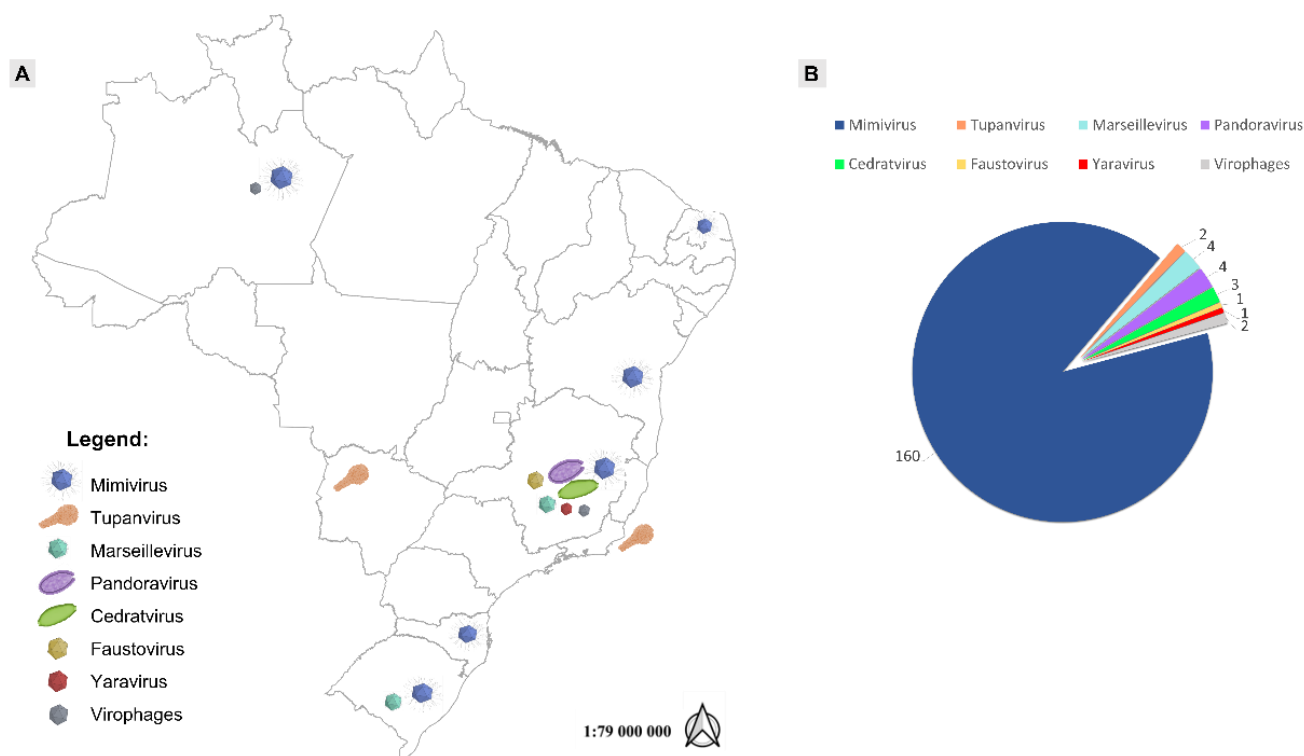 A
Legend:
Mimivirus
Tupanvirus
Marseillevirus
Pandoravirus
Cedratvirus
Faustovirus
Yaravirus
Virophages
1:79 000 000
B
Mimivirus Tupanvirus Marseillevirus Pandoravirus
Cedratvirus Faustovirus Yaravirus Virophages
2
4
4
3
1
1
2
160